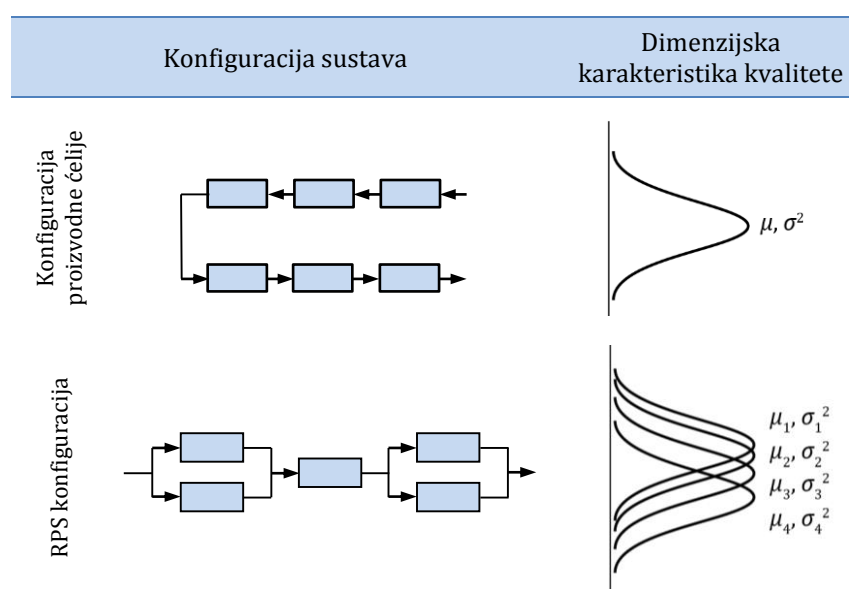 Konfiguracija sustava
Dimenzijska
karakteristika kvalitete
Konfiguracija
proizvodne ćelije
μ, σ²
RPS konfiguracija
μ₁, σ₁²
μ₂, σ₂²
μ₃, σ₃²
μ₄, σ₄²